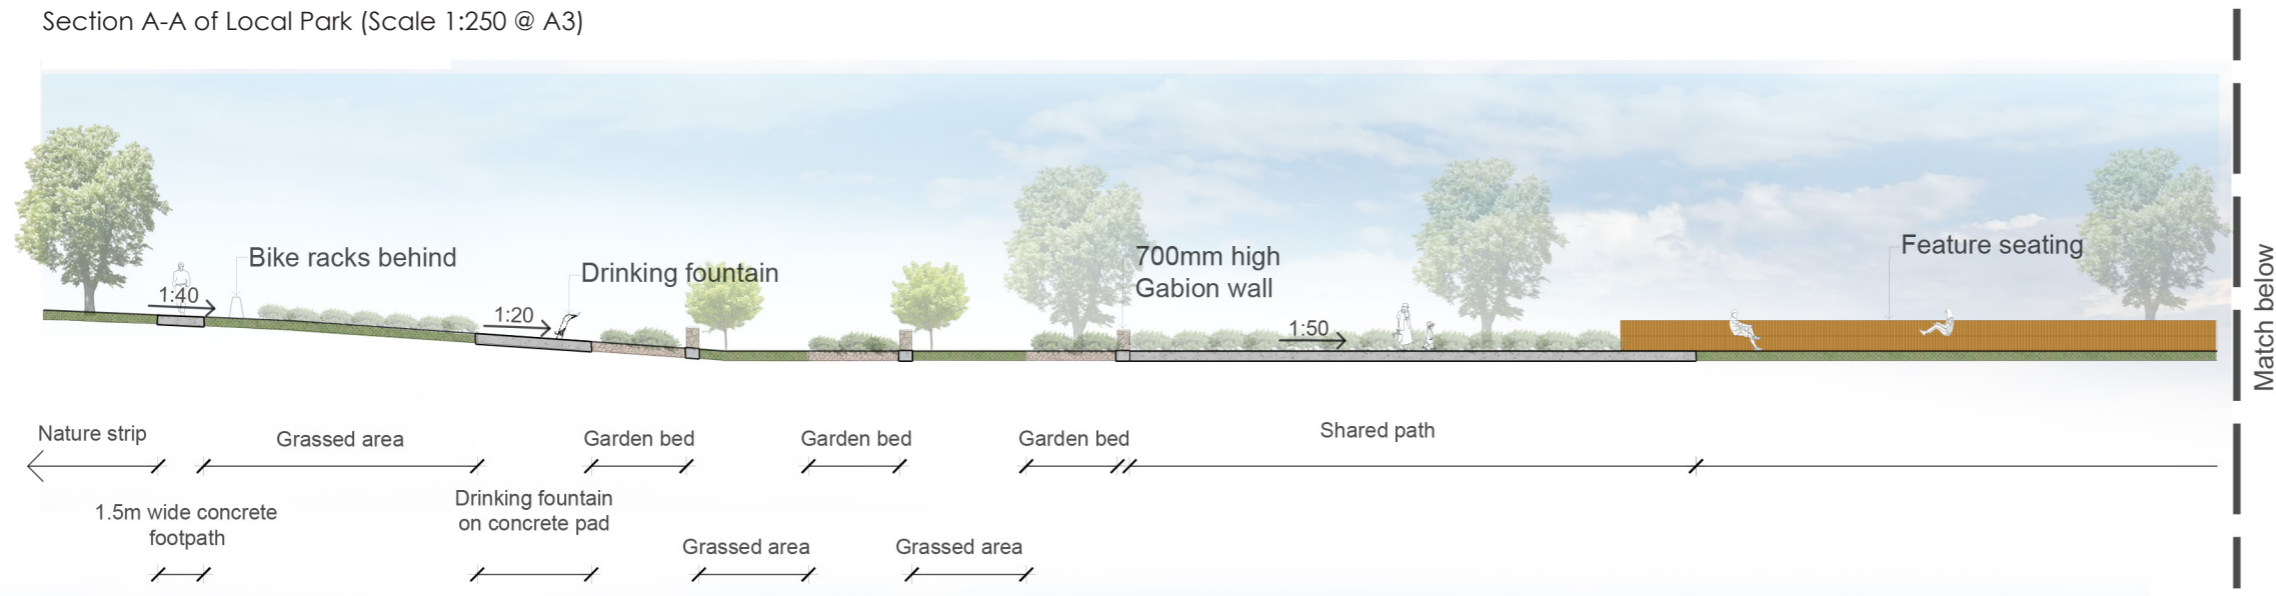 Section A-A of Local Park (Scale 1:250 @ A3)
Bike racks behind
Drinking fountain
700mm high
Gabion wall
Feature seating
1:40
1:20
1:50
Match below
Nature strip
Grassed area
Garden bed
Garden bed
Garden bed
Shared path
1.5m wide concrete
footpath
Drinking fountain
on concrete pad
Grassed area
Grassed area